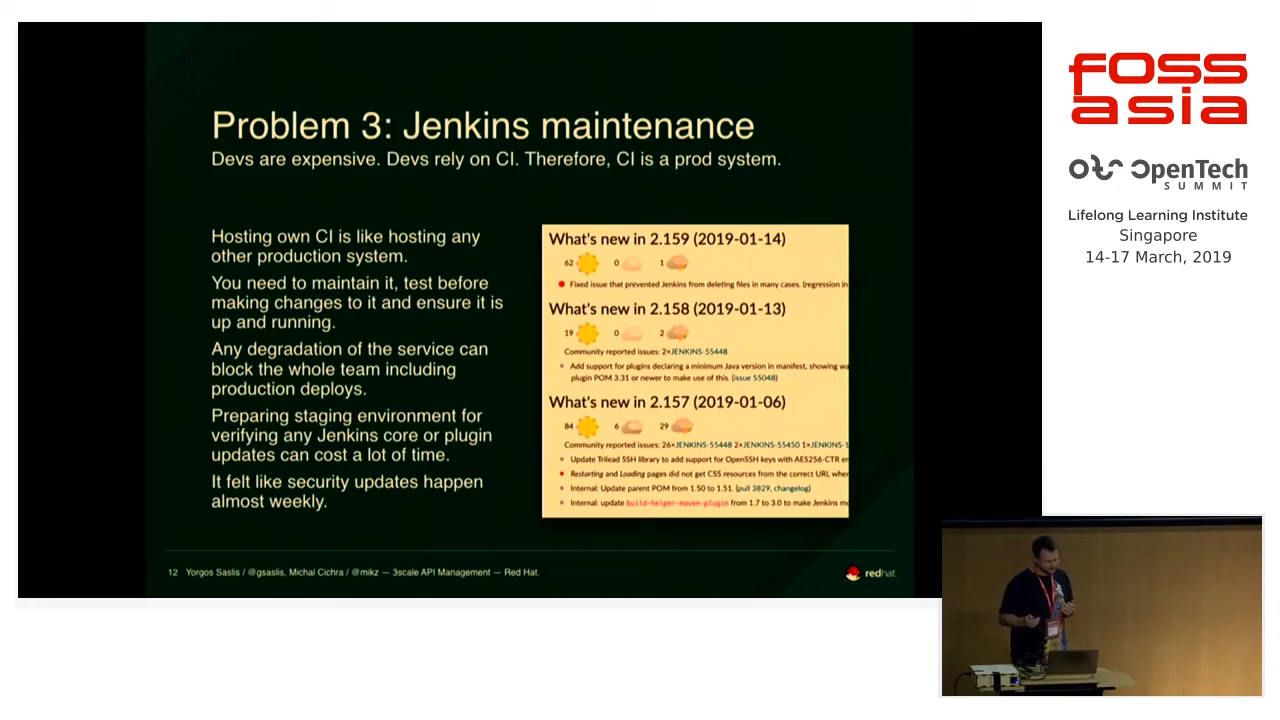 Problem 3: Jenkins maintenance
Devs are expensive. Devs rely on CI. Therefore, CI is a prod system.
Hosting own CI is like hosting any
other production system.
You need to maintain it, test before
making changes to it and ensure it is
up and running.
Any degradation of the service can
block the whole team including
production deploys.
Preparing staging environment for
verifying any Jenkins core or plugin
updates can cost a lot of time.
It felt like security updates happen
almost weekly.
What's new in 2.159 (2019-01-14)
62 0 1
Fixed issue that prevented Jenkins from deleting files in many cases. (regression in
What's new in 2.158 (2019-01-13)
19 0 2
Community reported issues: 2×JENKINS-55448
Add support for plugins declaring a minimum Java version in manifest, showing wa
plugin POM 3.31 or newer to make use of this. (issue 55048)
What's new in 2.157 (2019-01-06)
84 6 29
Community reported issues: 26×JENKINS-55448 2×JENKINS-55450 1×JENKINS-1
Update Trilead SSH library to add support for OpenSSH keys with AES256-CTR en
Restarting and Loading pages did not get CSS resources from the correct URL when
Internal: Update parent POM from 1.50 to 1.51. (pull 3829, changelog)
Internal: update build-helper-maven-plugin from 1.7 to 3.0 to make Jenkins mo
12 Yorgos Saslis / @gsaslis, Michal Cichra / @mikz — 3scale API Management — Red Hat.
redhat
foss
asia
OpenTech
SUMMIT
Lifelong Learning Institute
Singapore
14-17 March, 2019